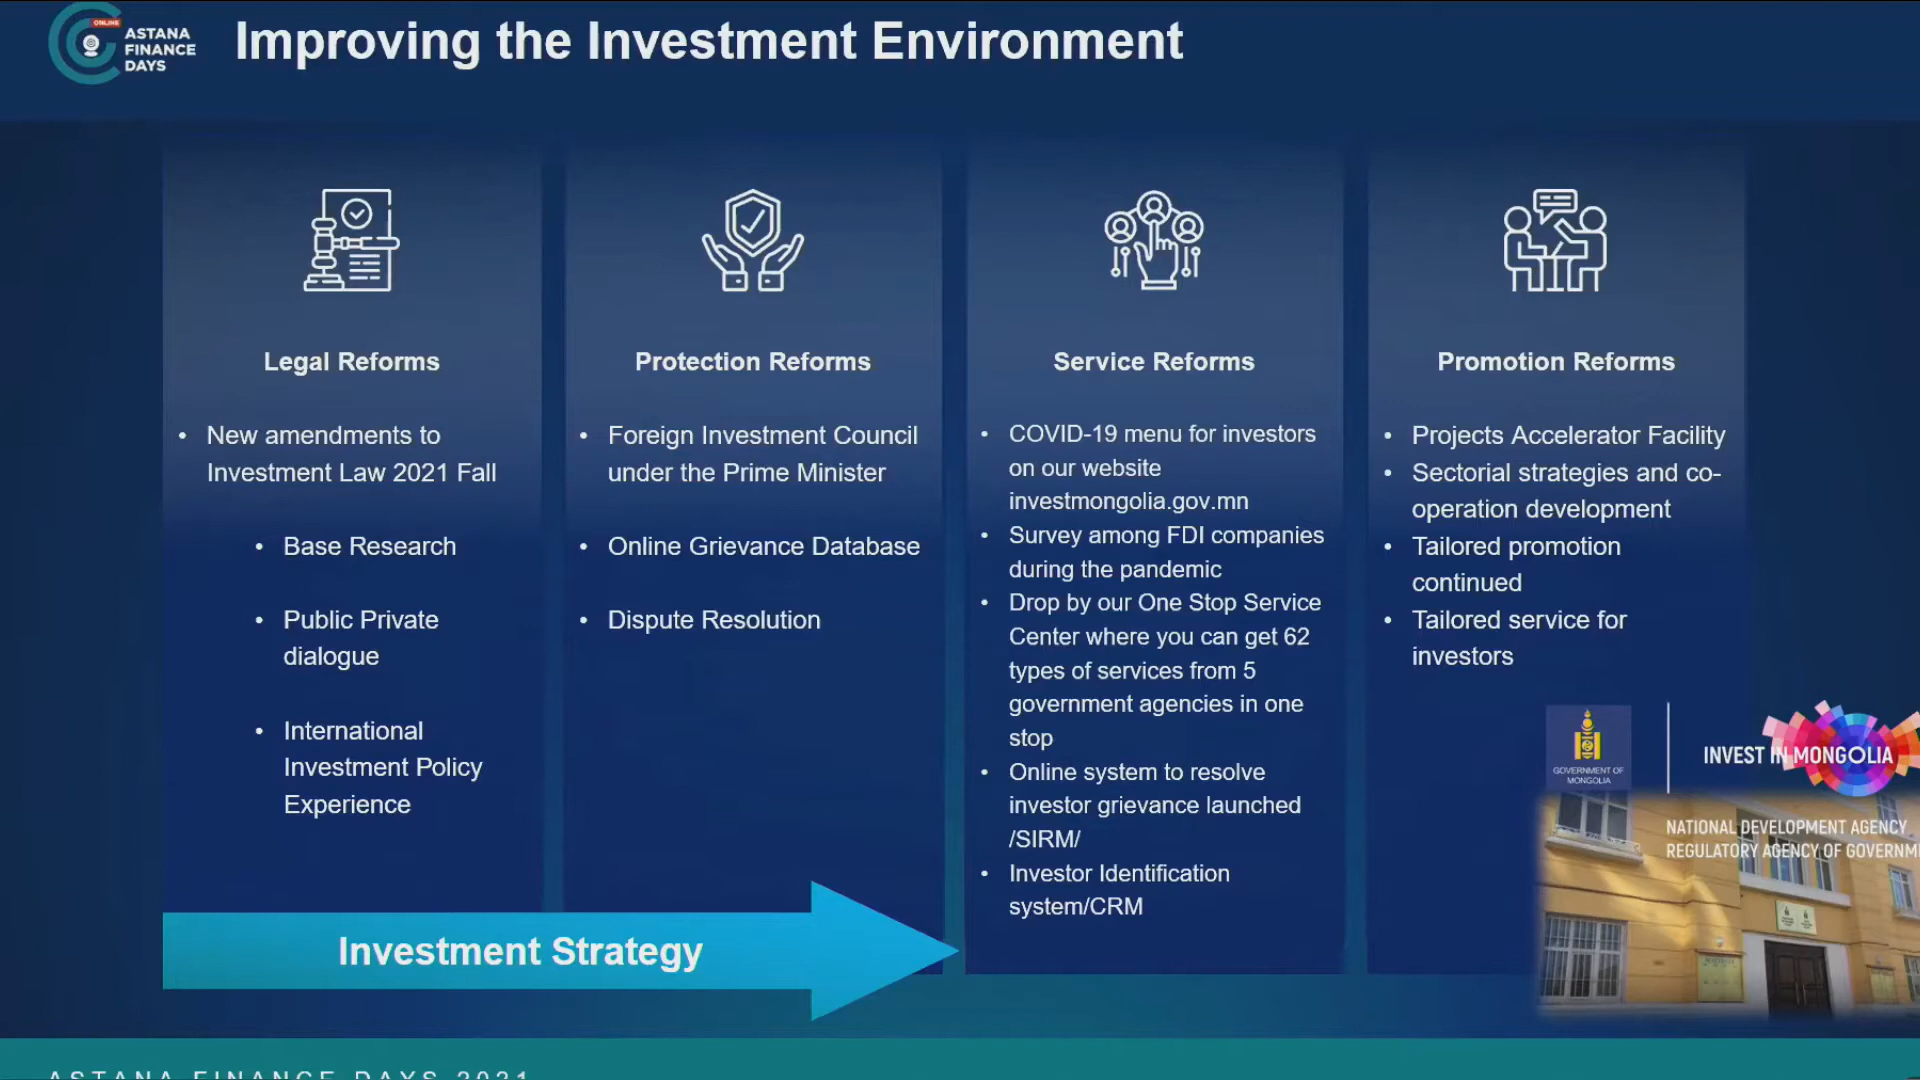 ONLINE
ASTANA
FINANCE
DAYS
Improving the Investment Environment
Legal Reforms
• New amendments to
Investment Law 2021 Fall
• Base Research
• Public Private
dialogue
• International
Investment Policy
Experience
Protection Reforms
• Foreign Investment Council
under the Prime Minister
• Online Grievance Database
• Dispute Resolution
Service Reforms
• COVID-19 menu for investors
on our website
investmongolia.gov.mn
• Survey among FDI companies
during the pandemic
• Drop by our One Stop Service
Center where you can get 62
types of services from 5
government agencies in one
stop
• Online system to resolve
investor grievance launched
/SIRM/
• Investor Identification
system/CRM
Promotion Reforms
• Projects Accelerator Facility
• Sectorial strategies and co-
operation development
• Tailored promotion
continued
• Tailored service for
investors
Investment Strategy
GOVERNMENT OF
MONGOLIA
INVEST IN MONGOLIA
NATIONAL DEVELOPMENT AGENCY
REGULATORY AGENCY OF GOVERNM
ASTANA FINANCE DAYS 2021